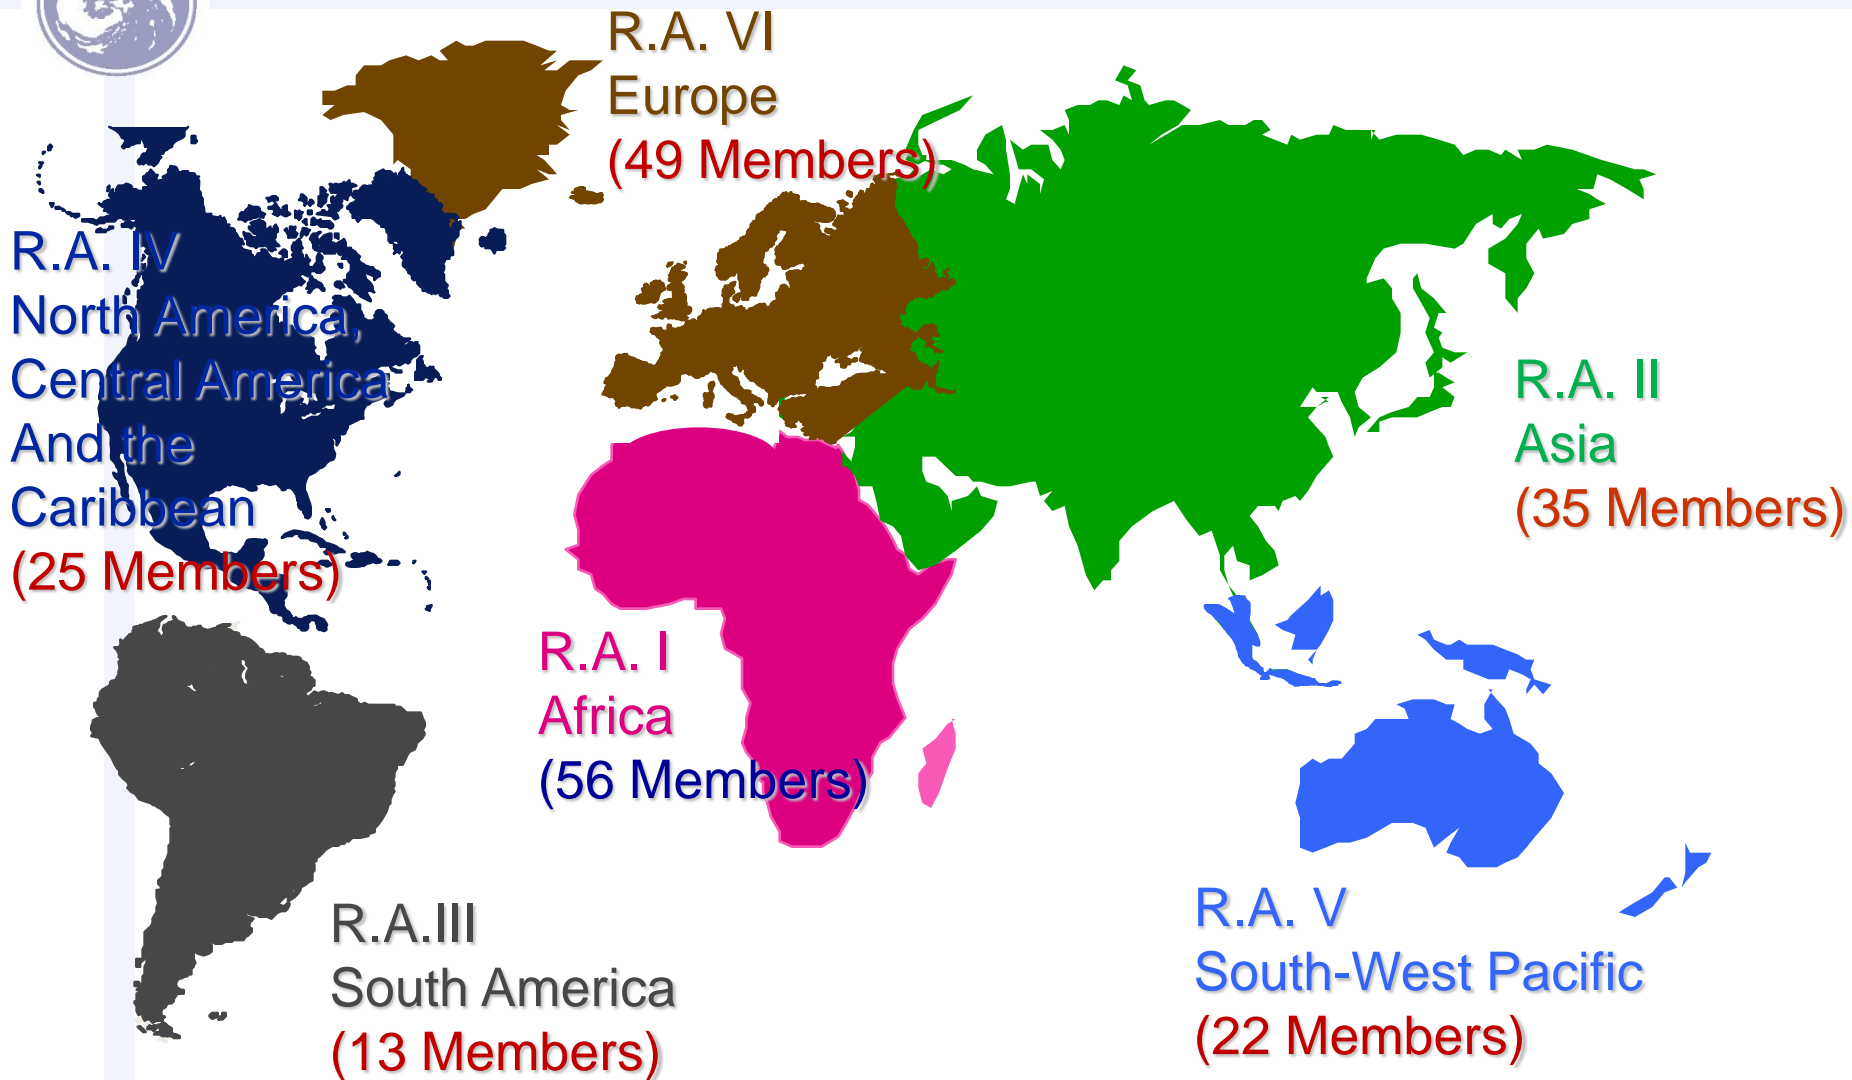 R.A. VI
Europe
(49 Members)
R.A. IV
North America,
Central America
And the
Caribbean
(25 Members)
R.A. II
Asia
(35 Members)
R.A. I
Africa
(56 Members)
R.A.III
South America
(13 Members)
R.A. V
South-West Pacific
(22 Members)